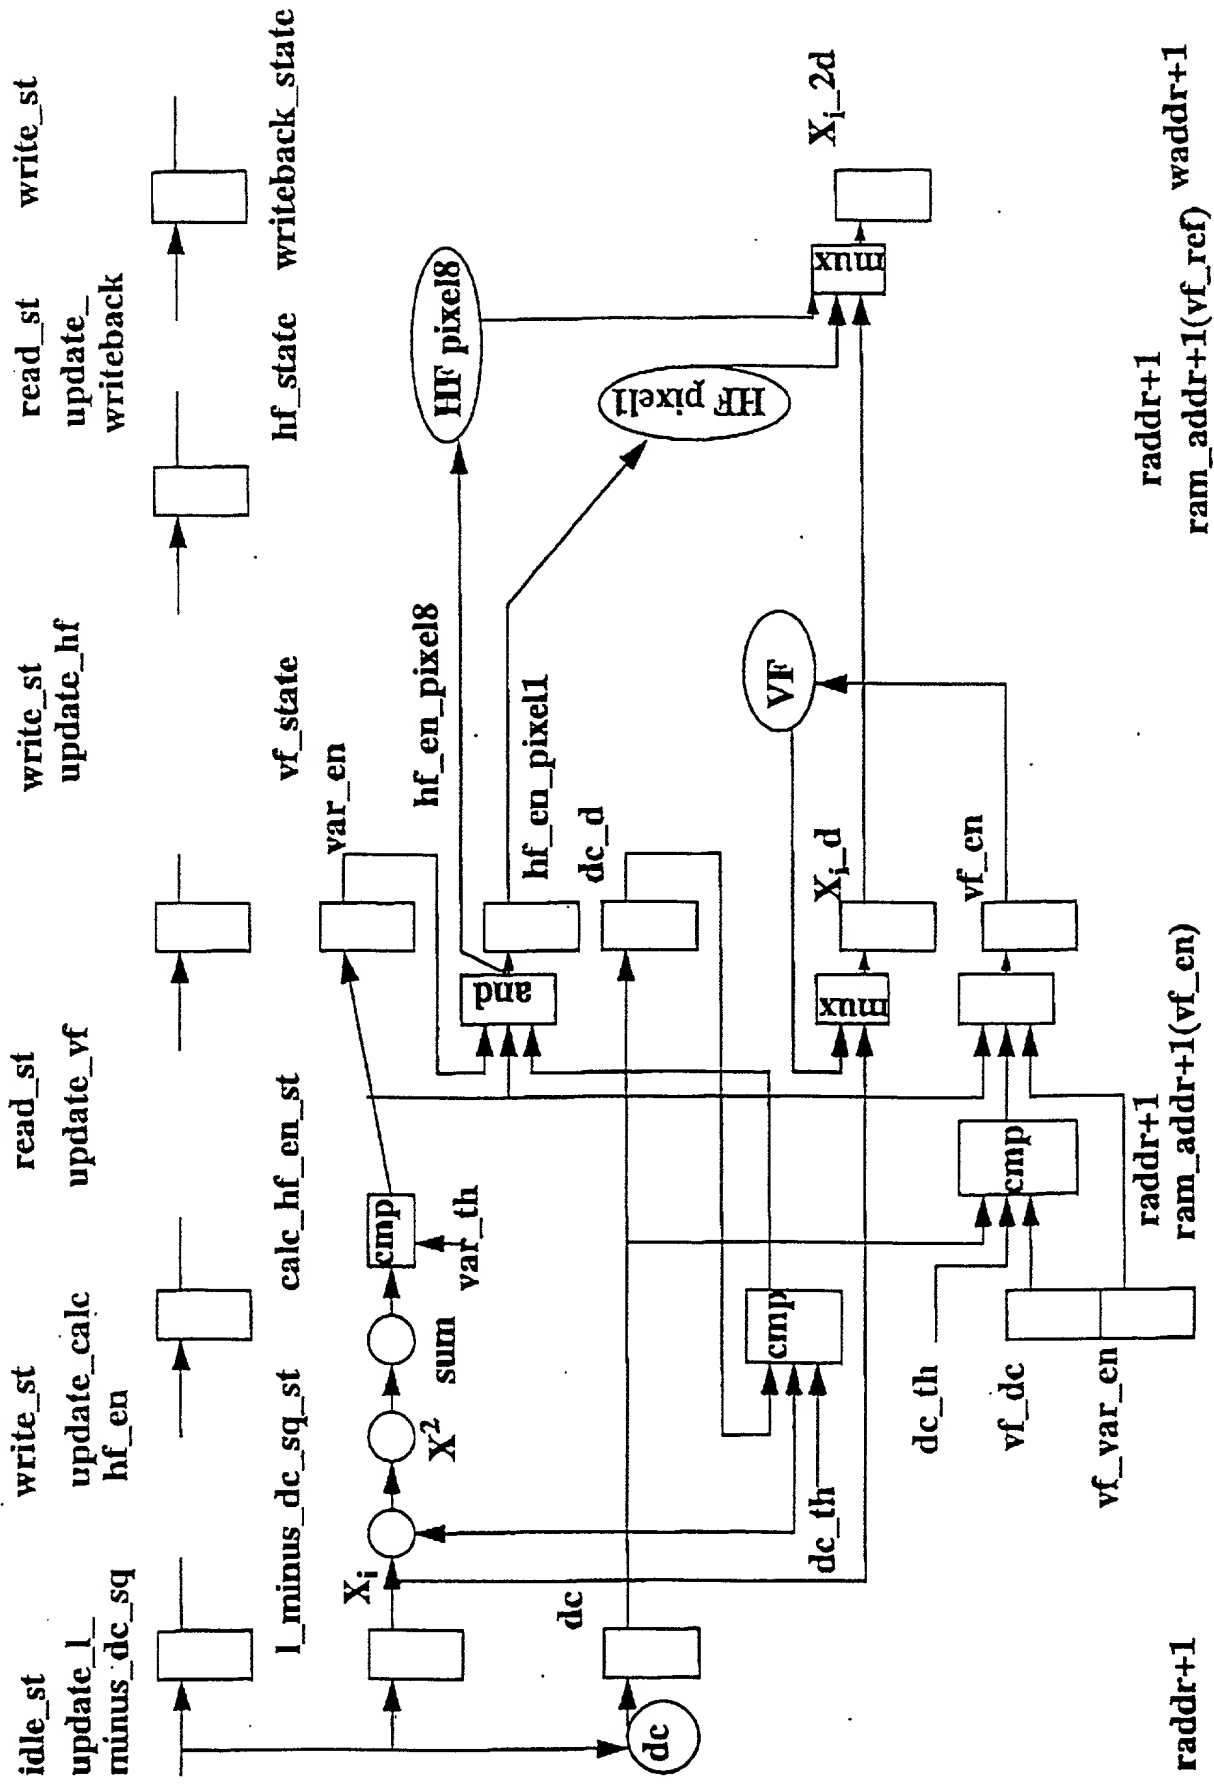 idle_st
update_l_
minus_dc_sq
write_st
update_calc
hf_en
read_st
update_vf
write_st
update_hf
read_st
update_
writeback
write_st
l_minus_dc_sq_st
calc_hf_en_st
vf_state
hf_state
writeback_state
X_i
X²
sum
cmp
var_th
var_en
hf_en_pixel8
HF pixel8
and
hf_en_pixel1
HF pixel1
dc
dc
dc_d
dc_th
cmp
VF
mux
X_i_d
mux
X_i_2d
dc_th
vf_dc
vf_var_en
cmp
vf_en
raddr+1
raddr+1
ram_addr+1(vf_en)
raddr+1
ram_addr+1(vf_ref)
waddr+1